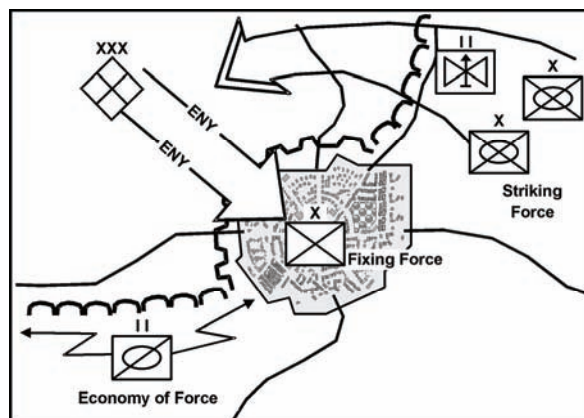 XXX
ENY
ENY
II
X
X
Striking
Force
X
Fixing Force
II
Economy of Force